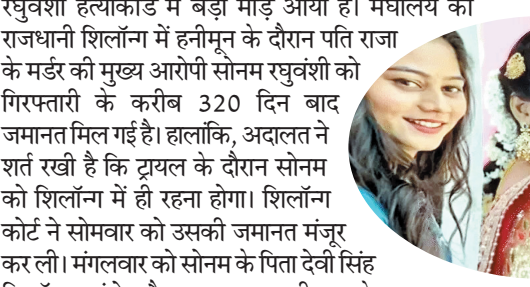 रघुवंशी हत्याकांड में बड़ा मोड़ आया है। मेघालय की
राजधानी शिलॉन्ग में हनीमून के दौरान पति राजा
के मर्डर की मुख्य आरोपी सोनम रघुवंशी को
गिरफ्तारी के करीब 320 दिन बाद
जमानत मिल गई है। हालांकि, अदालत ने
शर्त रखी है कि ट्रायल के दौरान सोनम
को शिलॉन्ग में ही रहना होगा। शिलॉन्ग
कोर्ट ने सोमवार को उसकी जमानत मंजूर
कर ली। मंगलवार को सोनम के पिता देवी सिंह